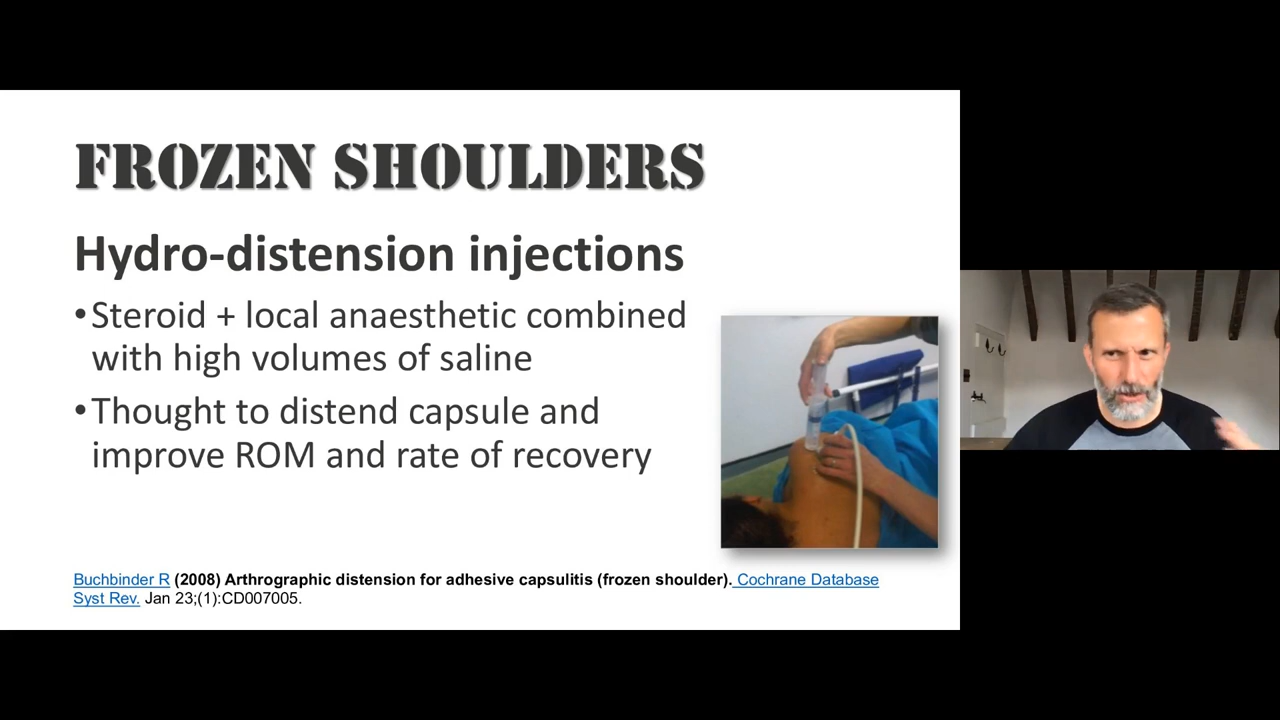 FROZEN SHOULDERS
Hydro-distension injections
•Steroid + local anaesthetic combined
with high volumes of saline
•Thought to distend capsule and
improve ROM and rate of recovery
Buchbinder R (2008) Arthrographic distension for adhesive capsulitis (frozen shoulder). Cochrane Database
Syst Rev. Jan 23;(1):CD007005.